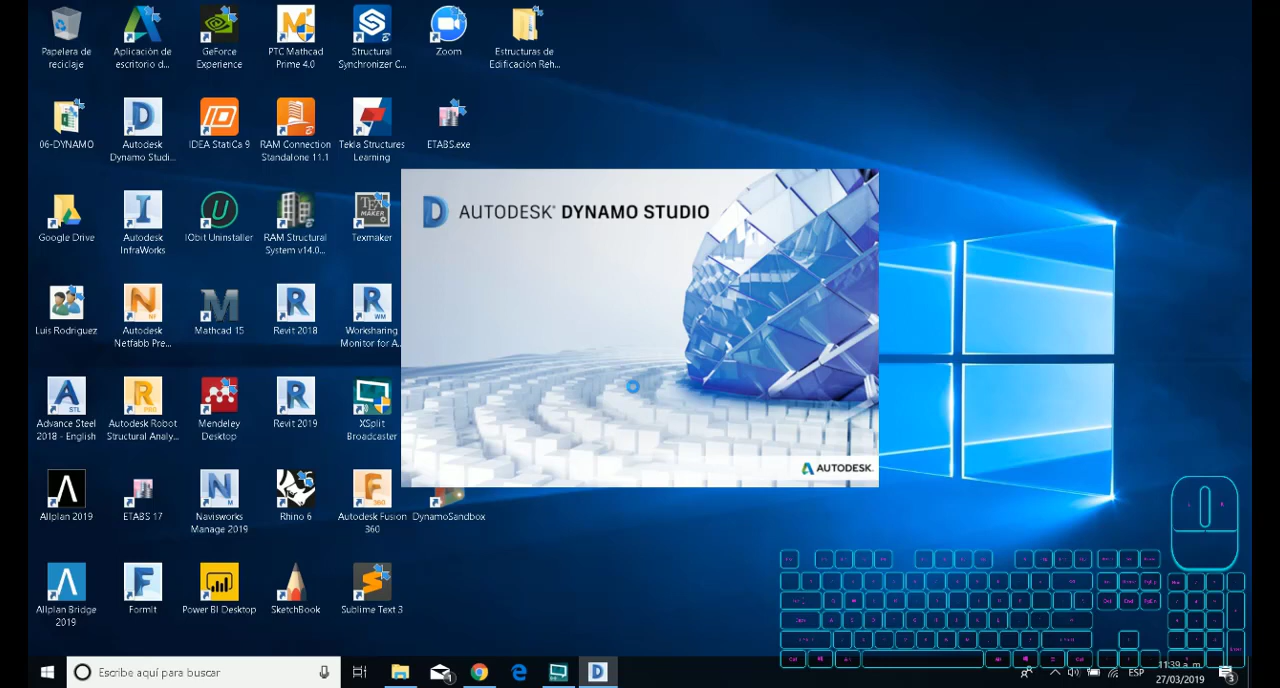 Papelera de
reciclaje
Aplicación de
escritorio d...
GeForce
Experience
PTC Mathcad
Prime 4.0
Structural
Synchronizer C...
Zoom
Estructuras de
Edificación Reh...
06-DYNAMO
Autodesk
Dynamo Studi...
IDEA StatiCa 9
RAM Connection
Standalone 11.1
Tekla Structures
Learning
ETABS.exe
AUTODESK® DYNAMO STUDIO
Google Drive
Autodesk
InfraWorks
IObit Uninstaller
RAM Structural
System v14.0...
TEX
MAKER
Texmaker
Luis Rodriguez
Autodesk
Netfabb Pre...
Mathcad 15
Revit 2018
Worksharing
Monitor for A...
Advance Steel
2018 - English
Autodesk Robot
Structural Analy...
Mendeley
Desktop
Revit 2019
XSplit
Broadcaster
AUTODESK.
Allplan 2019
ETABS 17
Navisworks
Manage 2019
Rhino 6
Autodesk Fusion
360
DynamoSandbox
Allplan Bridge
2019
FormIt
Power BI Desktop
SketchBook
Sublime Text 3
Escribe aquí para buscar
ESP
11:39 a. m.
27/03/2019
3